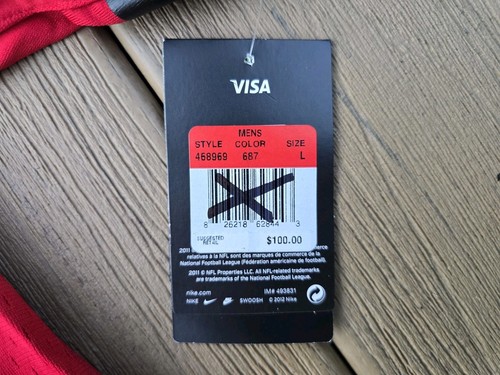 VISA
MENS
STYLE COLOR SIZE
468969 687 L
8 26218 62844 3
SUGGESTED
RETAIL $100.00
2011
commerce
relatives à la NFL sont des marques de commerce de la
National Football League (Fédération américaine de football).
2011 © NFL Properties LLC. All NFL-related trademarks
are trademarks of the National Football League.
nike.com IM# 493831
NIKE SWOOSH © 2012 Nike